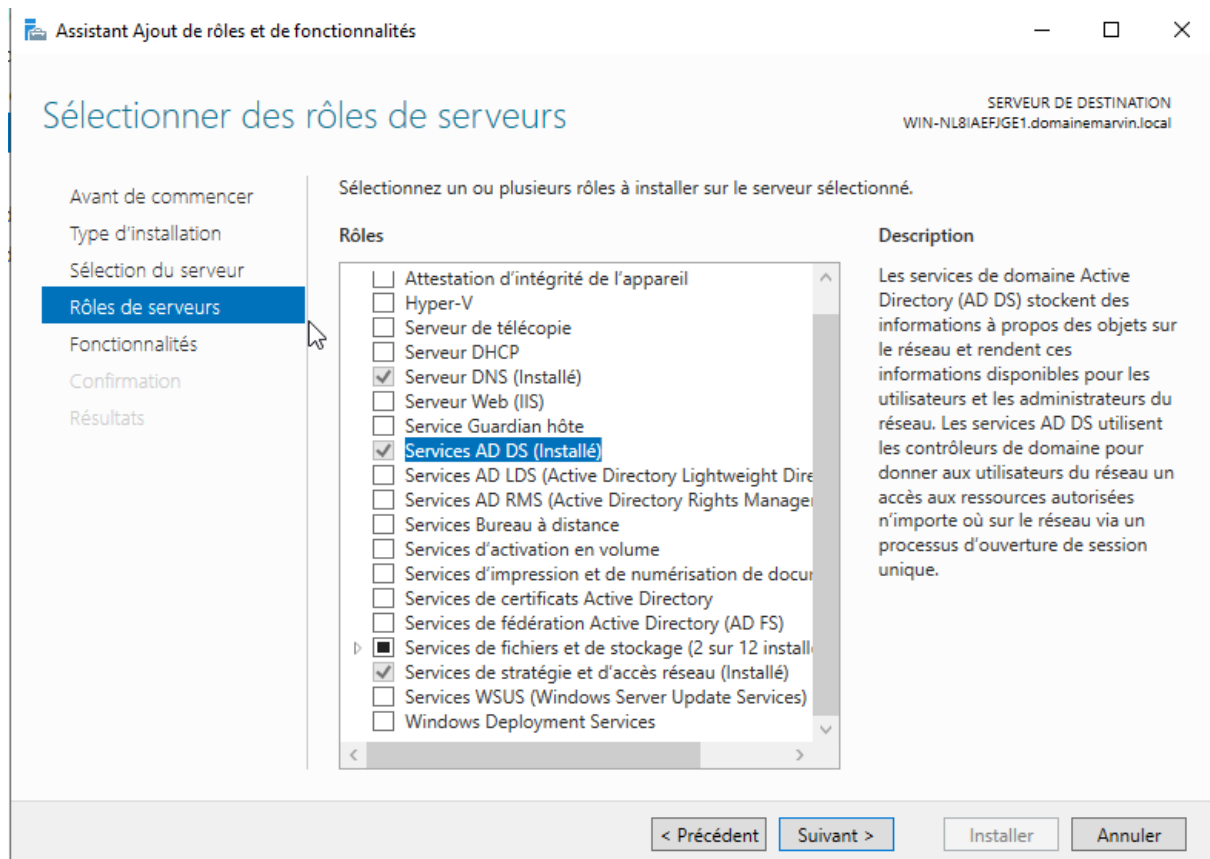 Assistant Ajout de rôles et de fonctionnalités
Sélectionner des rôles de serveurs
SERVEUR DE DESTINATION
WIN-NL8IAEFJGE1.domainemarvin.local
Avant de commencer
Type d'installation
Sélection du serveur
Rôles de serveurs
Fonctionnalités
Confirmation
Résultats
Sélectionnez un ou plusieurs rôles à installer sur le serveur sélectionné.
Rôles
Attestation d'intégrité de l'appareil
Hyper-V
Serveur de télécopie
Serveur DHCP
Serveur DNS (Installé)
Serveur Web (IIS)
Service Guardian hôte
Services AD DS (Installé)
Services AD LDS (Active Directory Lightweight Dire
Services AD RMS (Active Directory Rights Manage
Services Bureau à distance
Services d'activation en volume
Services d'impression et de numérisation de docu
Services de certificats Active Directory
Services de fédération Active Directory (AD FS)
Services de fichiers et de stockage (2 sur 12 install
Services de stratégie et d'accès réseau (Installé)
Services WSUS (Windows Server Update Services)
Windows Deployment Services
Description
Les services de domaine Active
Directory (AD DS) stockent des
informations à propos des objets sur
le réseau et rendent ces
informations disponibles pour les
utilisateurs et les administrateurs du
réseau. Les services AD DS utilisent
les contrôleurs de domaine pour
donner aux utilisateurs du réseau un
accès aux ressources autorisées
n'importe où sur le réseau via un
processus d'ouverture de session
unique.
< Précédent
Suivant >
Installer
Annuler